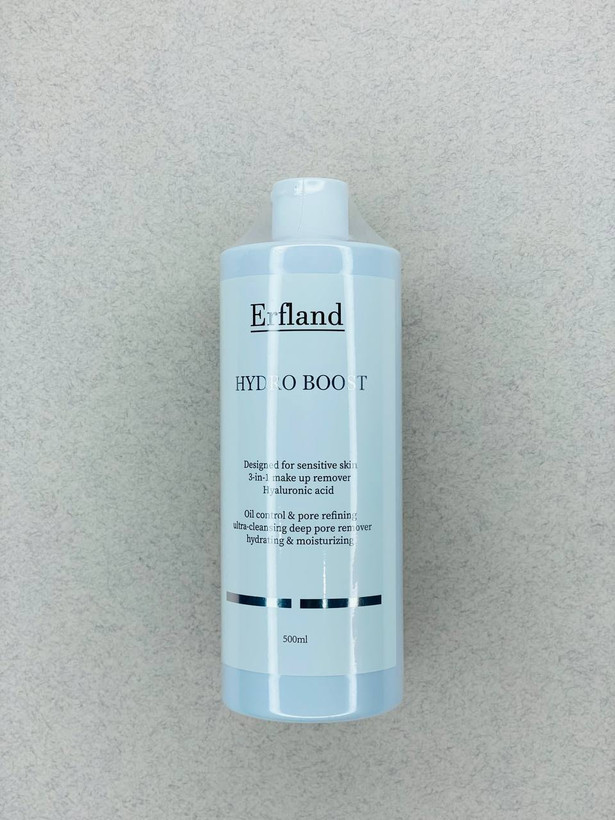 Erfland
HYDRO BOOST
Designed for sensitive skin
3-in-1 make up remover
Hyaluronic acid
Oil control & pore refining
ultra-cleansing deep pore remover
hydrating & moisturizing
500ml